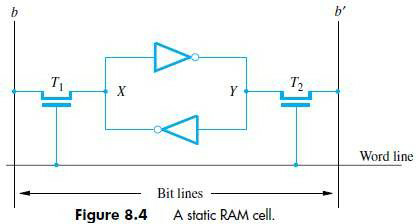 b b′
T1 X Y T2
Word line
Bit lines
Figure 8.4 A static RAM cell.